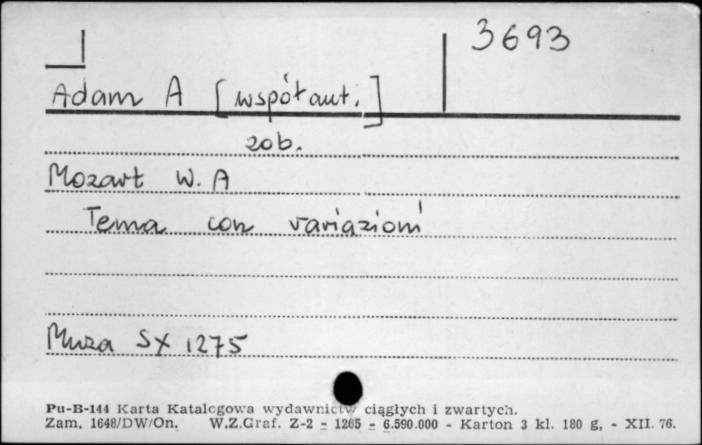 3693
Adam A [współaut.]
zob.
Mozart W. A
Tema con variazioni
Muza SX 1275
Pu-B-144 Karta Katalogowa wydawnictw ciągłych i zwartych.
Zam. 1648/DW/On. W.Z.Graf. Z-2 - 1265 - 6.590.000 - Karton 3 kl. 180 g, - XII. 76.